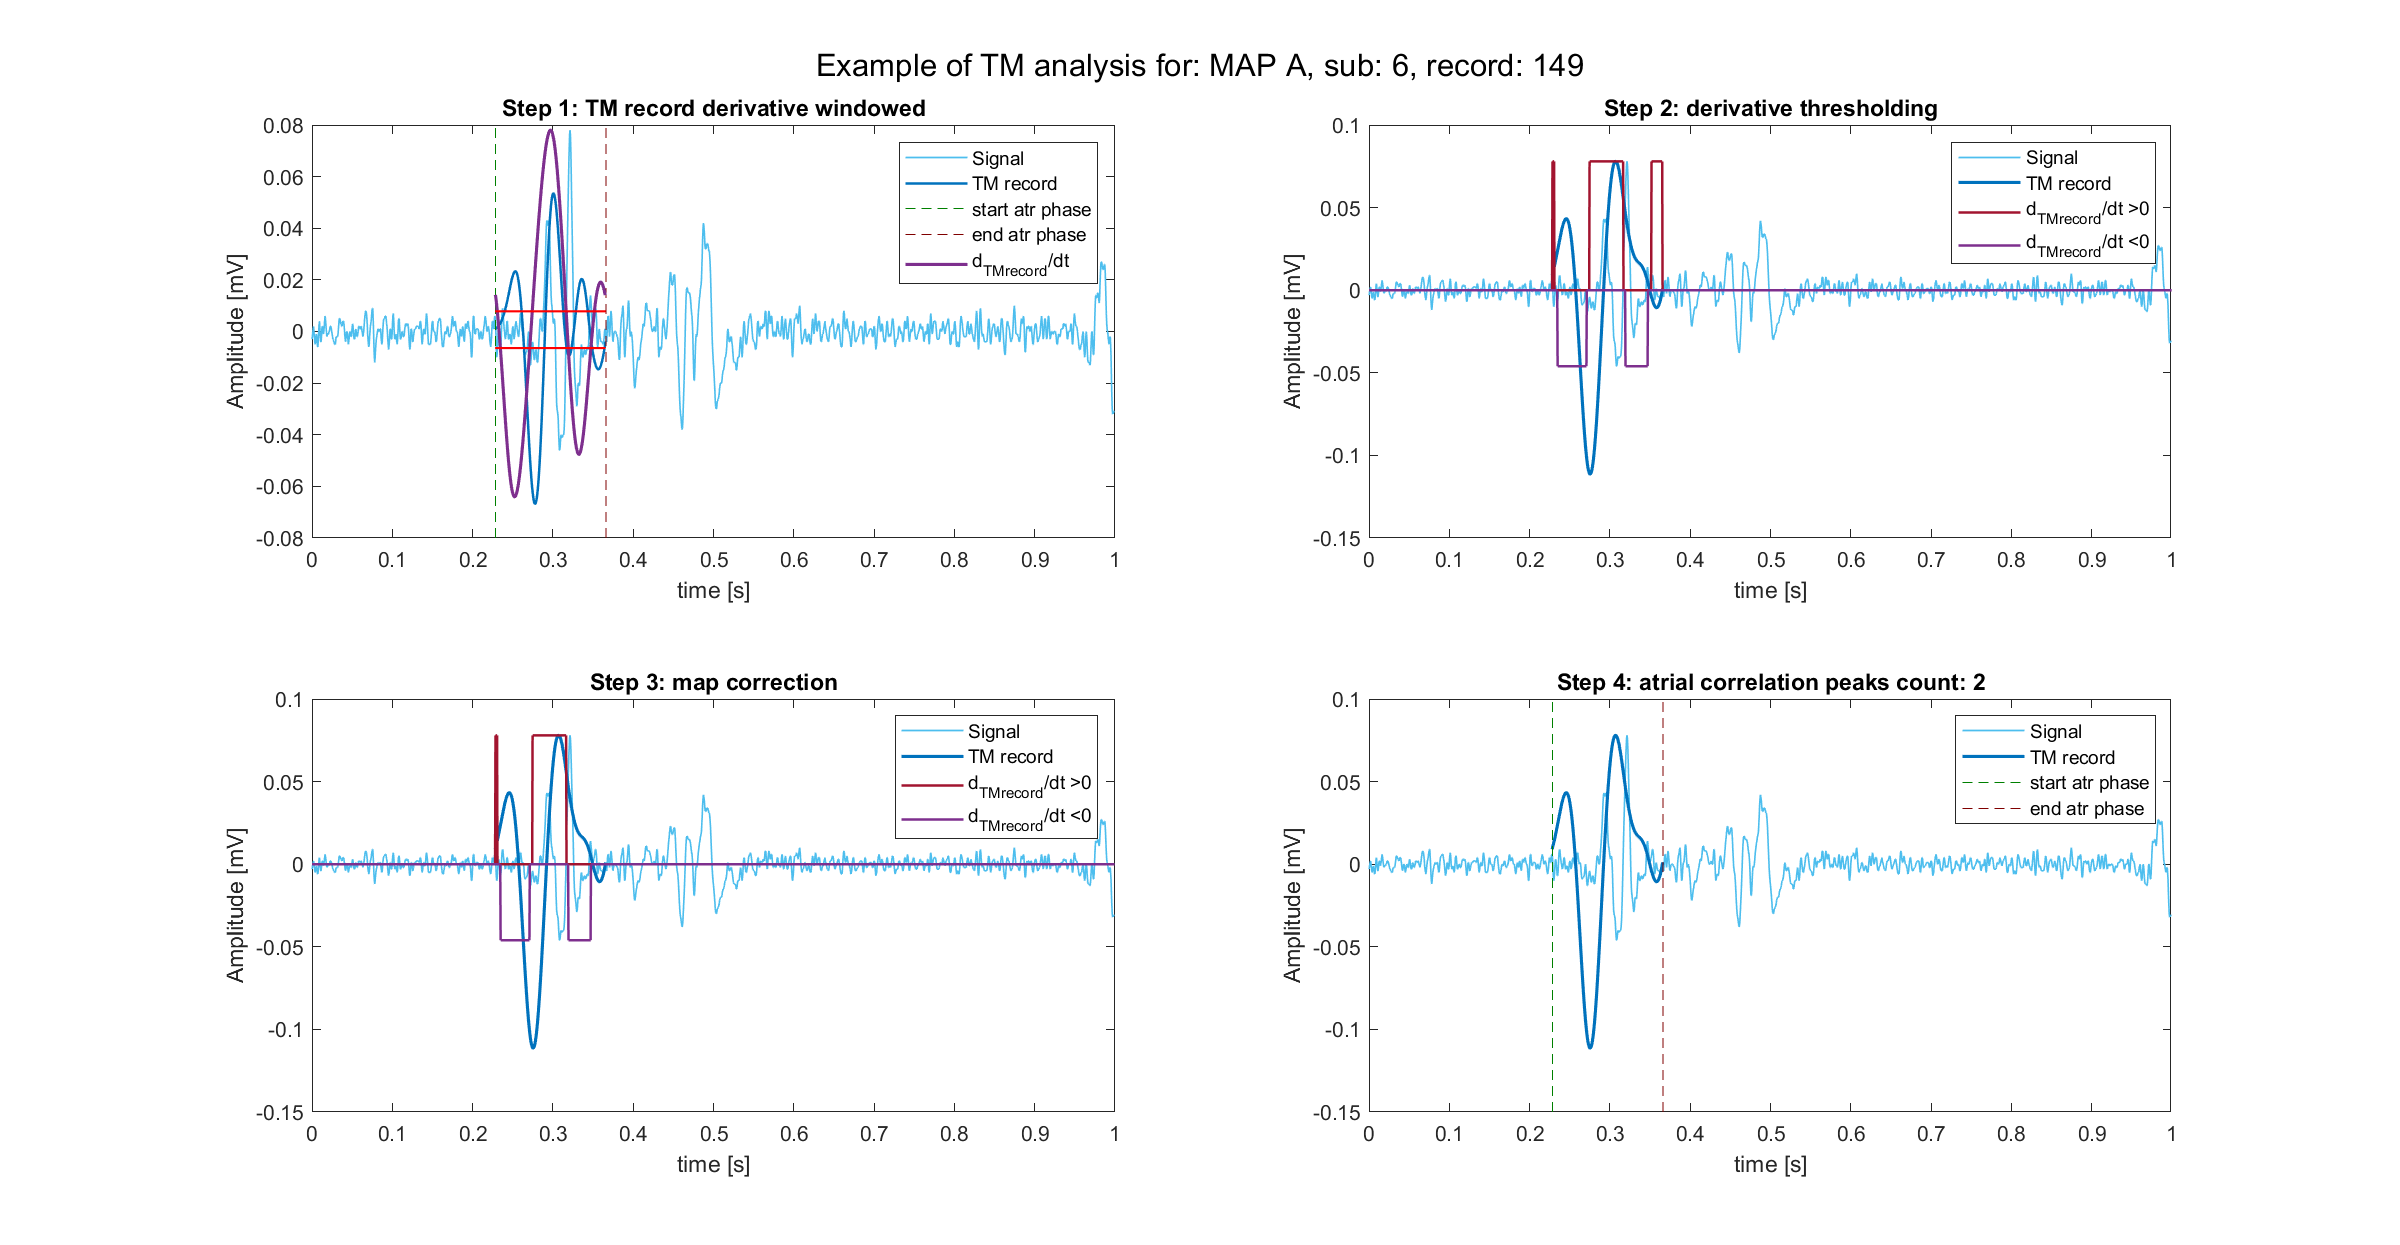 Example of TM analysis for: MAP A, sub: 6, record: 149
Step 1: TM record derivative windowed
0.08
0.06
0.04
0.02
0
-0.02
-0.04
-0.06
-0.08
Amplitude [mV]
0 0.1 0.2 0.3 0.4 0.5 0.6 0.7 0.8 0.9 1
time [s]
Signal
TM record
start atr phase
end atr phase
d_TMrecord/dt
Step 2: derivative thresholding
0.1
0.05
0
-0.05
-0.1
-0.15
Amplitude [mV]
0 0.1 0.2 0.3 0.4 0.5 0.6 0.7 0.8 0.9 1
time [s]
Signal
TM record
d_TMrecord/dt >0
d_TMrecord/dt <0
Step 3: map correction
0.1
0.05
0
-0.05
-0.1
-0.15
Amplitude [mV]
0 0.1 0.2 0.3 0.4 0.5 0.6 0.7 0.8 0.9 1
time [s]
Signal
TM record
d_TMrecord/dt >0
d_TMrecord/dt <0
Step 4: atrial correlation peaks count: 2
0.1
0.05
0
-0.05
-0.1
-0.15
Amplitude [mV]
0 0.1 0.2 0.3 0.4 0.5 0.6 0.7 0.8 0.9 1
time [s]
Signal
TM record
start atr phase
end atr phase